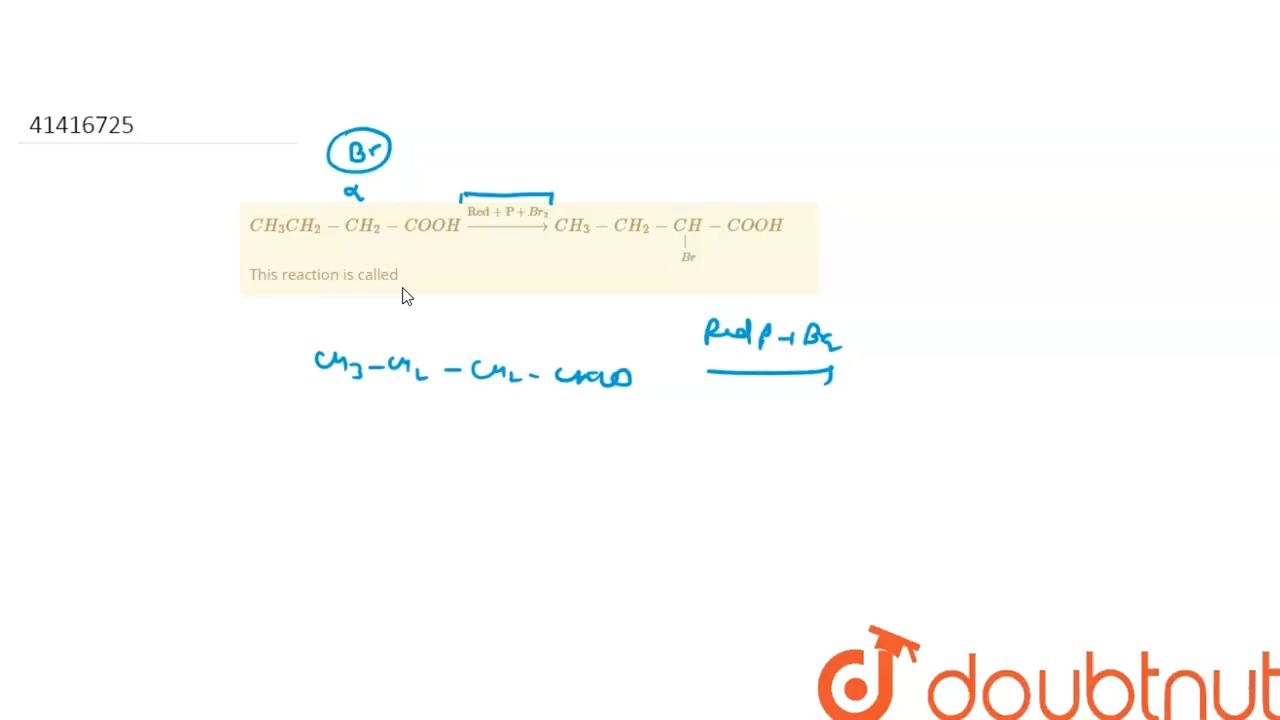 41416725
Br
α
Red + P + Br2
CH3CH2 − CH2 − COOH ⟶ CH3 − CH2 − CH − COOH
|
Br
This reaction is called
Red P + Br2
CH3 − CH2 − CH2 −
doubtnut